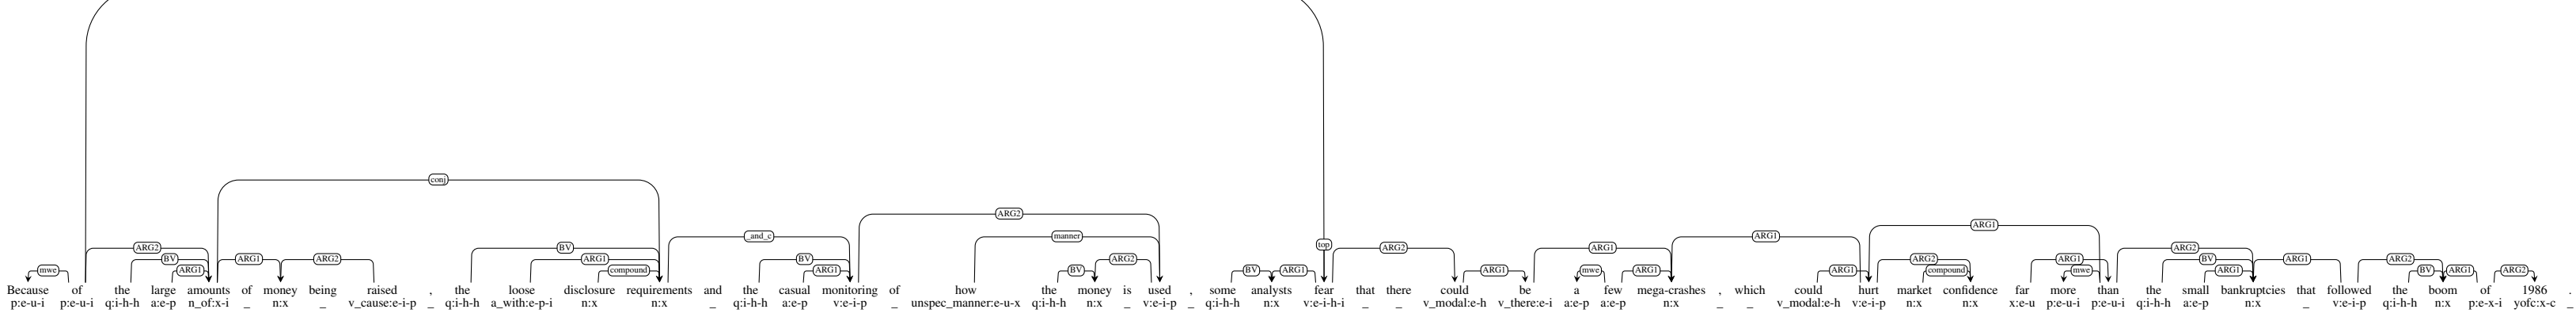 conj
ARG2
_and_c manner ARG1 ARG1
top
ARG2 BV ARG2 ARG1 ARG2
BV ARG1 ARG2 ARG1 BV ARG2 ARG1 ARG2 ARG1 BV ARG1 ARG2
mwe ARG1 compound ARG1 BV BV ARG1 ARG1 mwe ARG1 ARG1 compound mwe ARG1 BV ARG1 ARG2
Because of the large amounts of money being raised , the loose disclosure requirements and the casual monitoring of how the money is used , some analysts fear that there could be a few mega-crashes , which could hurt market confidence far more than the small bankruptcies that followed the boom of 1986 .
p:e-u-i p:e-u-i q:i-h-h a:e-p n_of:x-i _ n:x _ v_cause:e-i-p _ q:i-h-h a_with:e-p-i n:x n:x _ q:i-h-h a:e-p v:e-i-p _ unspec_manner:e-u-x q:i-h-h n:x _ v:e-i-p _ q:i-h-h n:x v:e-i-h-i _ _ v_modal:e-h v_there:e-i a:e-p a:e-p n:x _ _ v_modal:e-h v:e-i-p n:x n:x x:e-u p:e-u-i p:e-u-i q:i-h-h a:e-p n:x _ v:e-i-p q:i-h-h n:x p:e-x-i yofc:x-c _